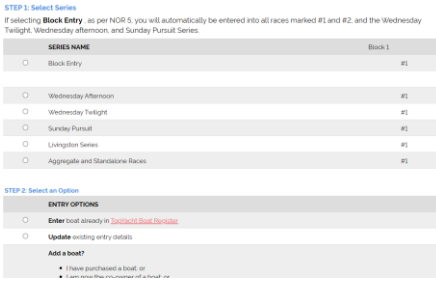 STEP 1: Select Series
If selecting Block Entry , as per NOR 5, you will automatically be entered into all races marked #1 and #2, and the Wednesday
Twilight, Wednesday afternoon, and Sunday Pursuit Series.
SERIES NAME Block 1
Block Entry #1
Wednesday Afternoon #1
Wednesday Twilight #1
Sunday Pursuit #1
Livingston Series #1
Aggregate and Standalone Races #1
STEP 2: Select an Option
ENTRY OPTIONS
Enter boat already in TopYacht Boat Register
Update existing entry details
Add a boat?
• I have purchased a boat, or
• I am now the co-owner of a boat, or